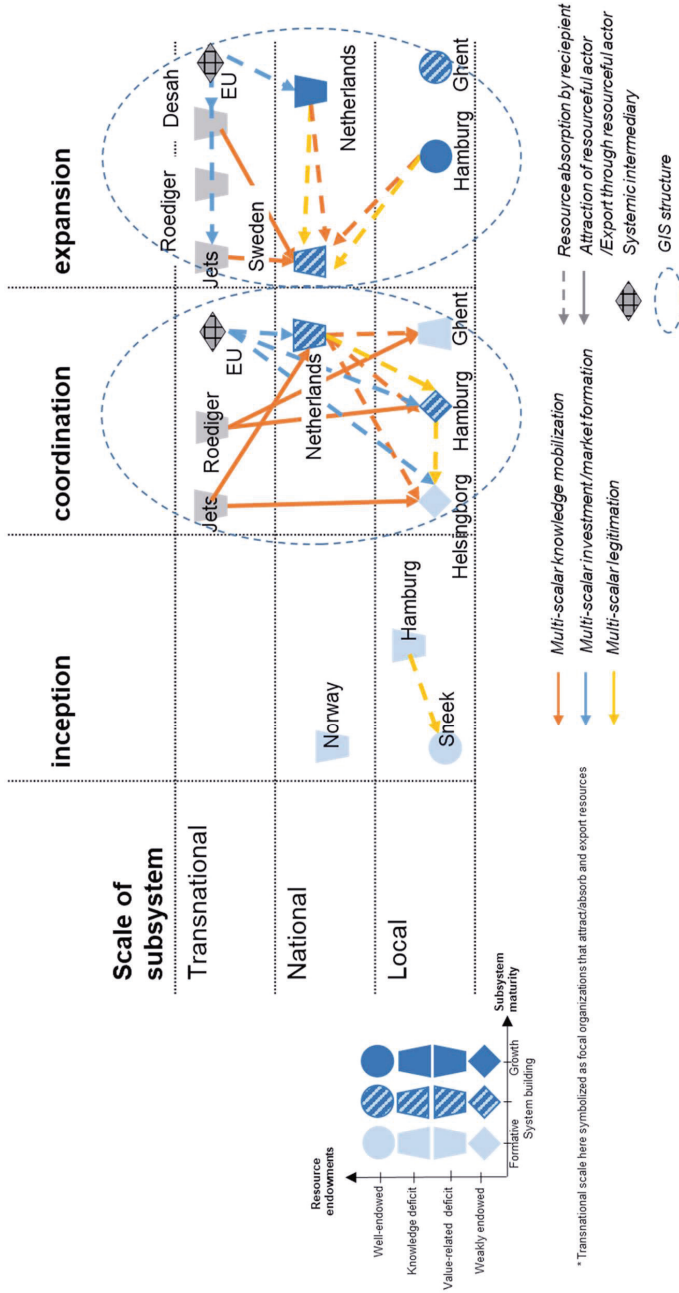 inception
coordination
expansion
Scale of
subsystem
Transnational
National
Local
Norway
Hamburg
Sneek
Jets
Roediger
EU
Netherlands
Helsingborg
Hamburg
Ghent
Jets
Roediger
Desah
EU
Sweden
Netherlands
Hamburg
Ghent
Resource
endowments
Well-endowed
Knowledge deficit
Value-related deficit
Weakly endowed
Formative
System building
Growth
Subsystem
maturity
Multi-scalar knowledge mobilization
Multi-scalar investment/market formation
Multi-scalar legitimation
Resource absorption by reciepient
Attraction of resourceful actor
/Export through resourceful actor
Systemic intermediary
GIS structure
* Transnational scale here symbolized as focal organizations that attract/absorb and export resources